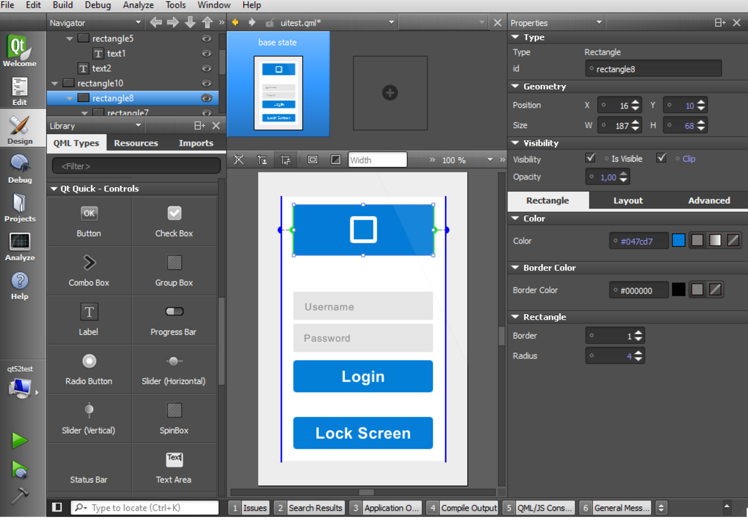 File Edit Build Debug Analyze Tools Window Help
Navigator
uitest.qml*
Properties
Qt
Welcome
Edit
Design
Debug
Projects
Analyze
Help
qt52test
rectangle5
text1
text2
rectangle10
rectangle8
rectangle7
Library
QML Types Resources Imports
<Filter>
Qt Quick - Controls
OK
Button Check Box
Combo Box Group Box
T
Label Progress Bar
Radio Button Slider (Horizontal)
Slider (Vertical) SpinBox
Text
Status Bar Text Area
base state
Lock Screen
Width
» 100 %
Username
Password
Login
Lock Screen
Type
Type Rectangle
id rectangle8
Geometry
Position X 16 Y 10
Size W 187 H 68
Visibility
Visibility Is Visible Clip
Opacity 1,00
Rectangle Layout Advanced
Color
Color #047cd7
Border Color
Border Color #000000
Rectangle
Border 1
Radius 4
Type to locate (Ctrl+K)
1 Issues 2 Search Results 3 Application O... 4 Compile Output 5 QML/JS Cons... 6 General Mess...